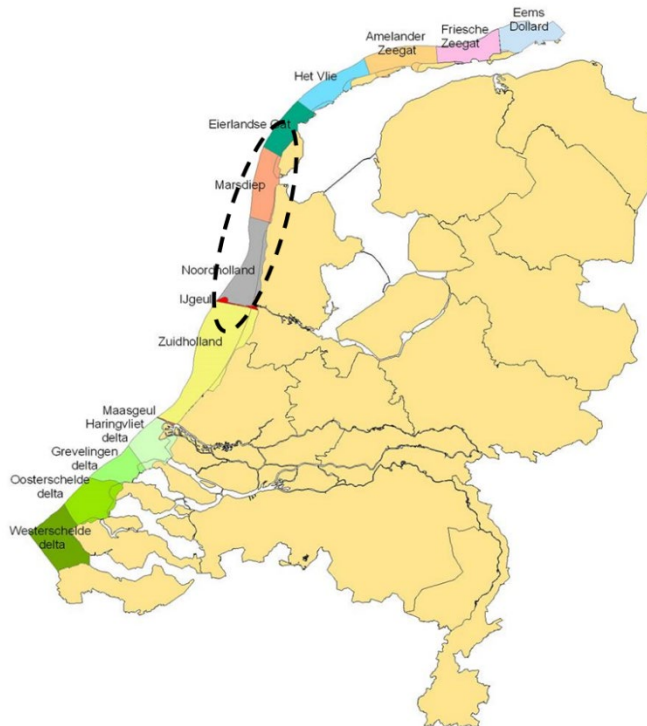 Eems
Dollard
Friesche
Zeegat
Amelander
Zeegat
Het Vlie
Eierlandse Gat
Marsdiep
Noordholland
IJgeul
Zuidholland
Maasgeul
Haringvliet
delta
Grevelingen
delta
Oosterschelde
delta
Westerschelde
delta